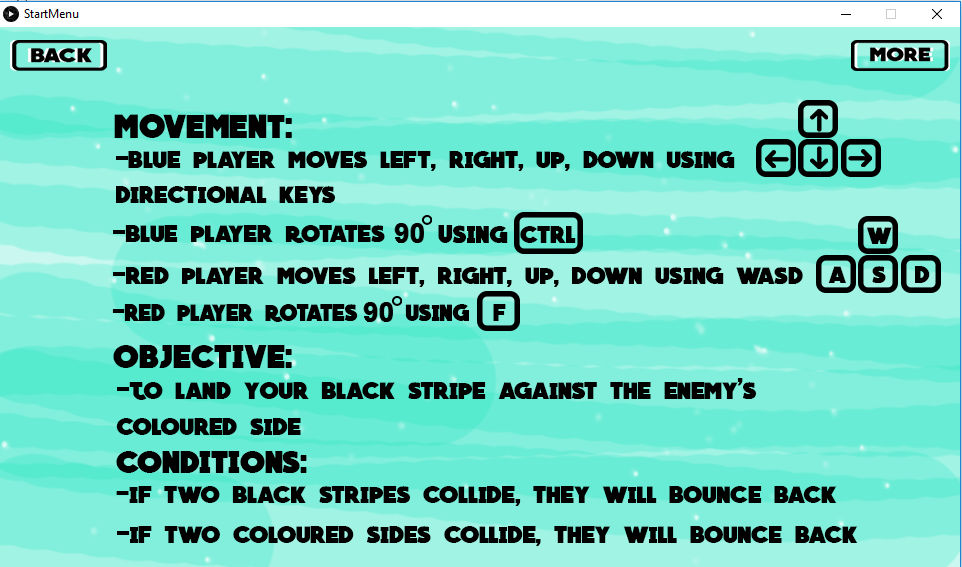 StartMenu
BACK
MORE
MOVEMENT:
-BLUE PLAYER MOVES LEFT, RIGHT, UP, DOWN USING ↑ ← ↓ →
DIRECTIONAL KEYS
-BLUE PLAYER ROTATES 90° USING CTRL
W
-RED PLAYER MOVES LEFT, RIGHT, UP, DOWN USING WASD A S D
-RED PLAYER ROTATES 90° USING F
OBJECTIVE:
-TO LAND YOUR BLACK STRIPE AGAINST THE ENEMY'S
COLOURED SIDE
CONDITIONS:
-IF TWO BLACK STRIPES COLLIDE, THEY WILL BOUNCE BACK
-IF TWO COLOURED SIDES COLLIDE, THEY WILL BOUNCE BACK